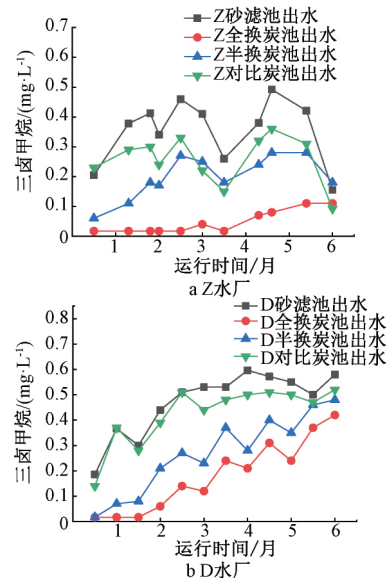 Z砂滤池出水
Z全换炭池出水
Z半换炭池出水
Z对比炭池出水
三卤甲烷/(mg·L⁻¹)
0.7
0.6
0.5
0.4
0.3
0.2
0.1
0
1 2 3 4 5 6
运行时间/月
a Z水厂
D砂滤池出水
D全换炭池出水
D半换炭池出水
D对比炭池出水
三卤甲烷/(mg·L⁻¹)
0.8
0.7
0.6
0.5
0.4
0.3
0.2
0.1
0
1 2 3 4 5 6
运行时间/月
b D水厂